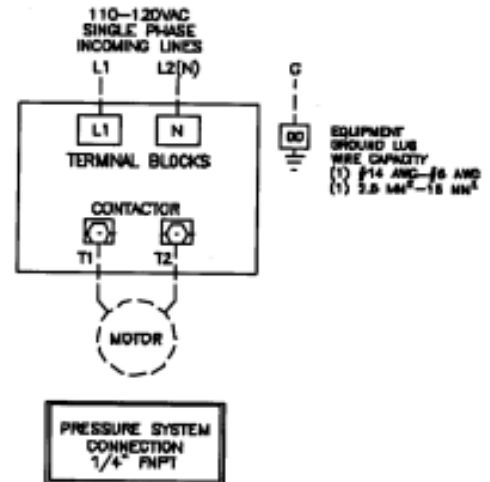 110-120VAC
SINGLE PHASE
INCOMING LINES
L1 L2(N) G
L1 N
TERMINAL BLOCKS
EQUIPMENT
GROUND LUG
WIRE CAPACITY
(1) #14 AWG-#6 AWG
(1) 2.5 MM²-16 MM²
CONTACTOR
T1 T2
MOTOR
PRESSURE SYSTEM
CONNECTION
1/4" FNPT